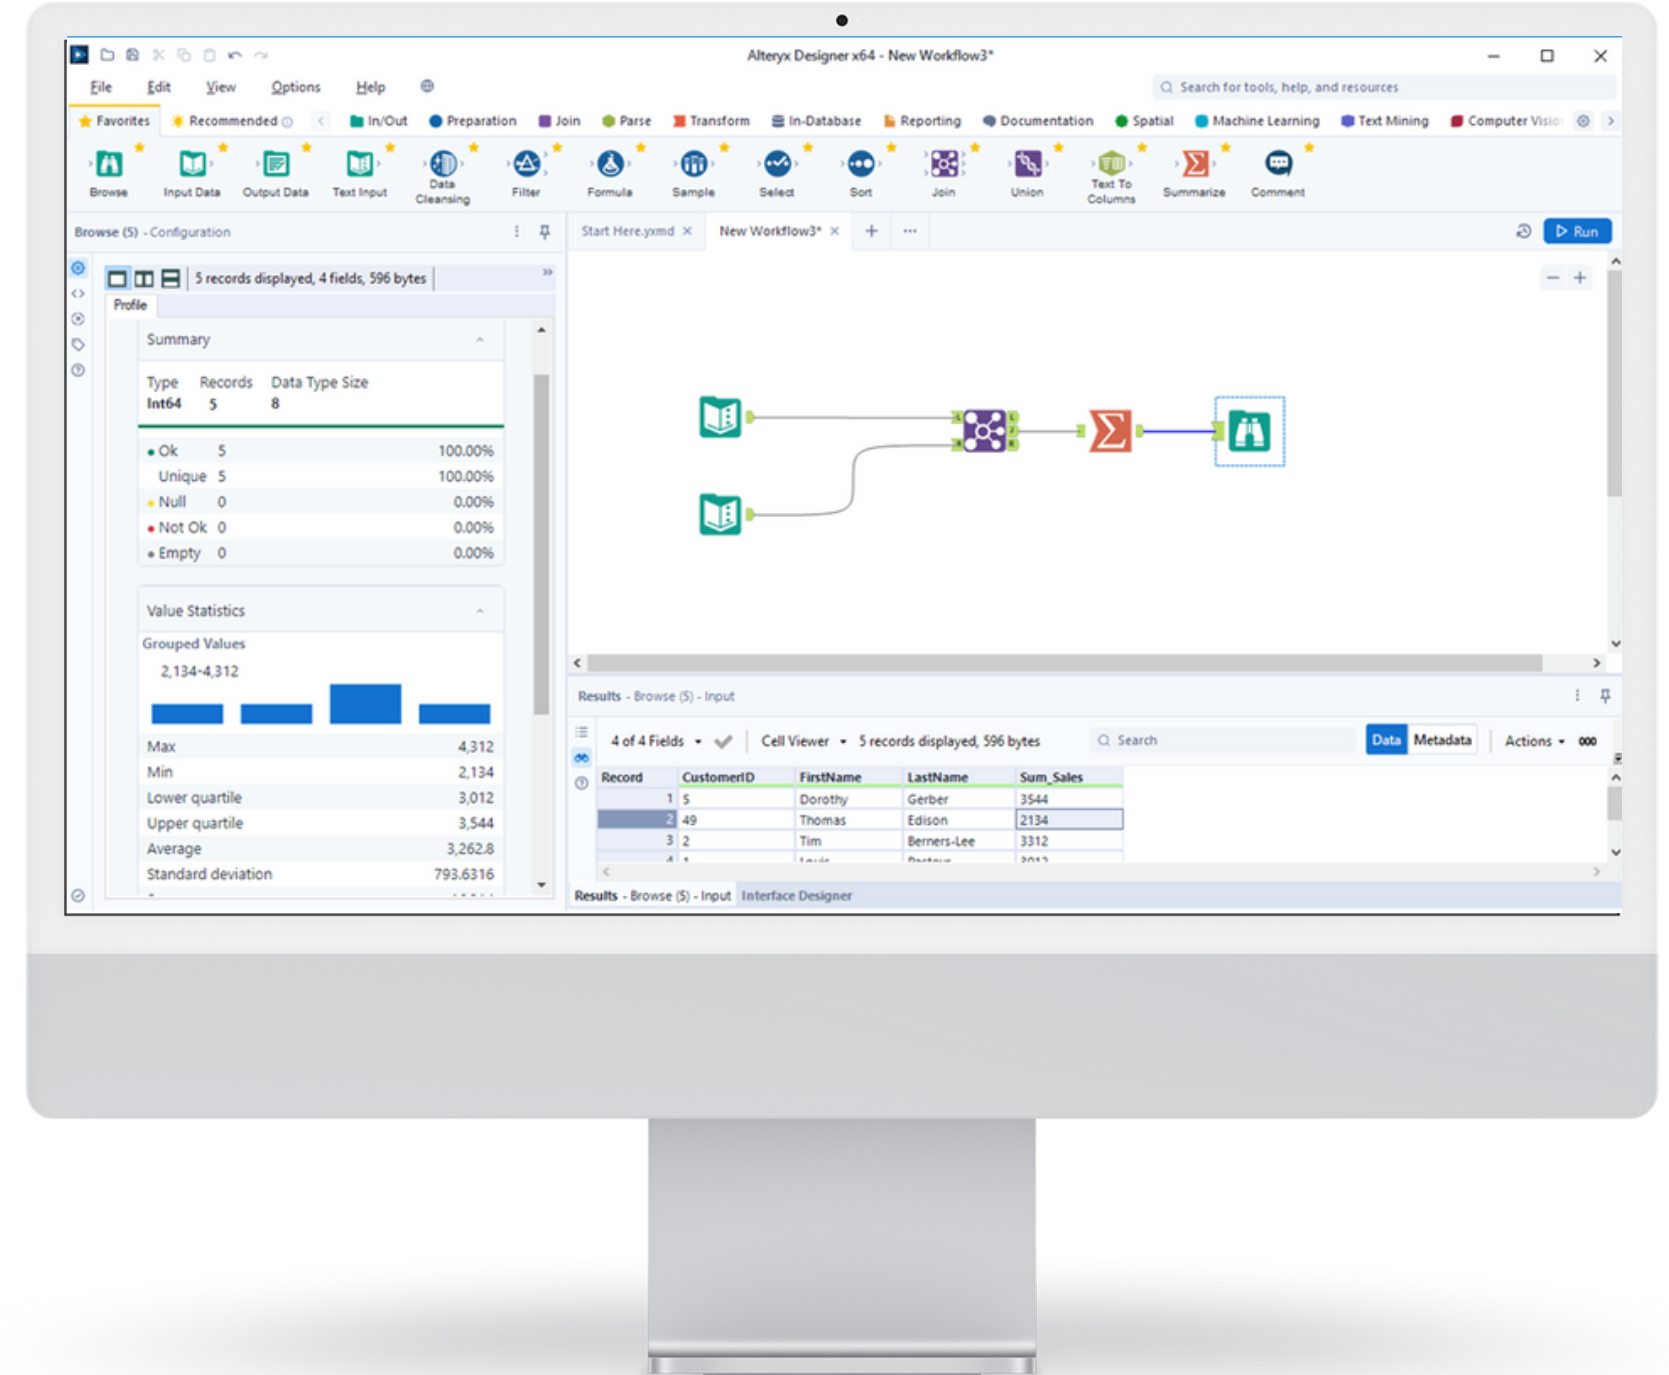 Alteryx Designer x64 - New Workflow3*
File Edit View Options Help
Search for tools, help, and resources
Favorites Recommended In/Out Preparation Join Parse Transform In-Database Reporting Documentation Spatial Machine Learning Text Mining Computer Vision
Browse Input Data Output Data Text Input Data Cleansing Filter Formula Sample Select Sort Join Union Text To Columns Summarize Comment
Browse (5) - Configuration
Start Here.yxmd New Workflow3*
Run
5 records displayed, 4 fields, 596 bytes
Profile
Summary
Type Records Data Type Size
Int64 5 8
Ok 5 100.00%
Unique 5 100.00%
Null 0 0.00%
Not Ok 0 0.00%
Empty 0 0.00%
Value Statistics
Grouped Values
2,134-4,312
Max 4,312
Min 2,134
Lower quartile 3,012
Upper quartile 3,544
Average 3,262.8
Standard deviation 793.6316
L L
J
R R
Results - Browse (5) - Input
4 of 4 Fields Cell Viewer 5 records displayed, 596 bytes Search Data Metadata Actions 000
Record CustomerID FirstName LastName Sum_Sales
1 5 Dorothy Gerber 3544
2 49 Thomas Edison 2134
3 2 Tim Berners-Lee 3312
4 1 Louis Pasteur 3012
Results - Browse (5) - Input Interface Designer